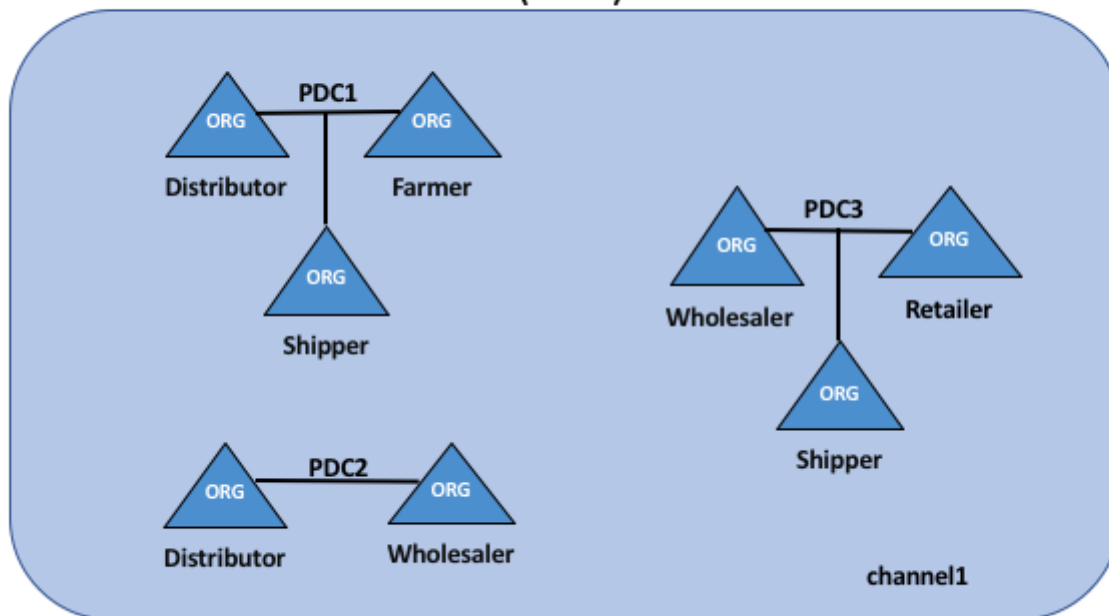 PDC1
ORG
ORG
Distributor
Farmer
ORG
Shipper
PDC3
ORG
ORG
Wholesaler
Retailer
ORG
Shipper
PDC2
ORG
ORG
Distributor
Wholesaler
channel1